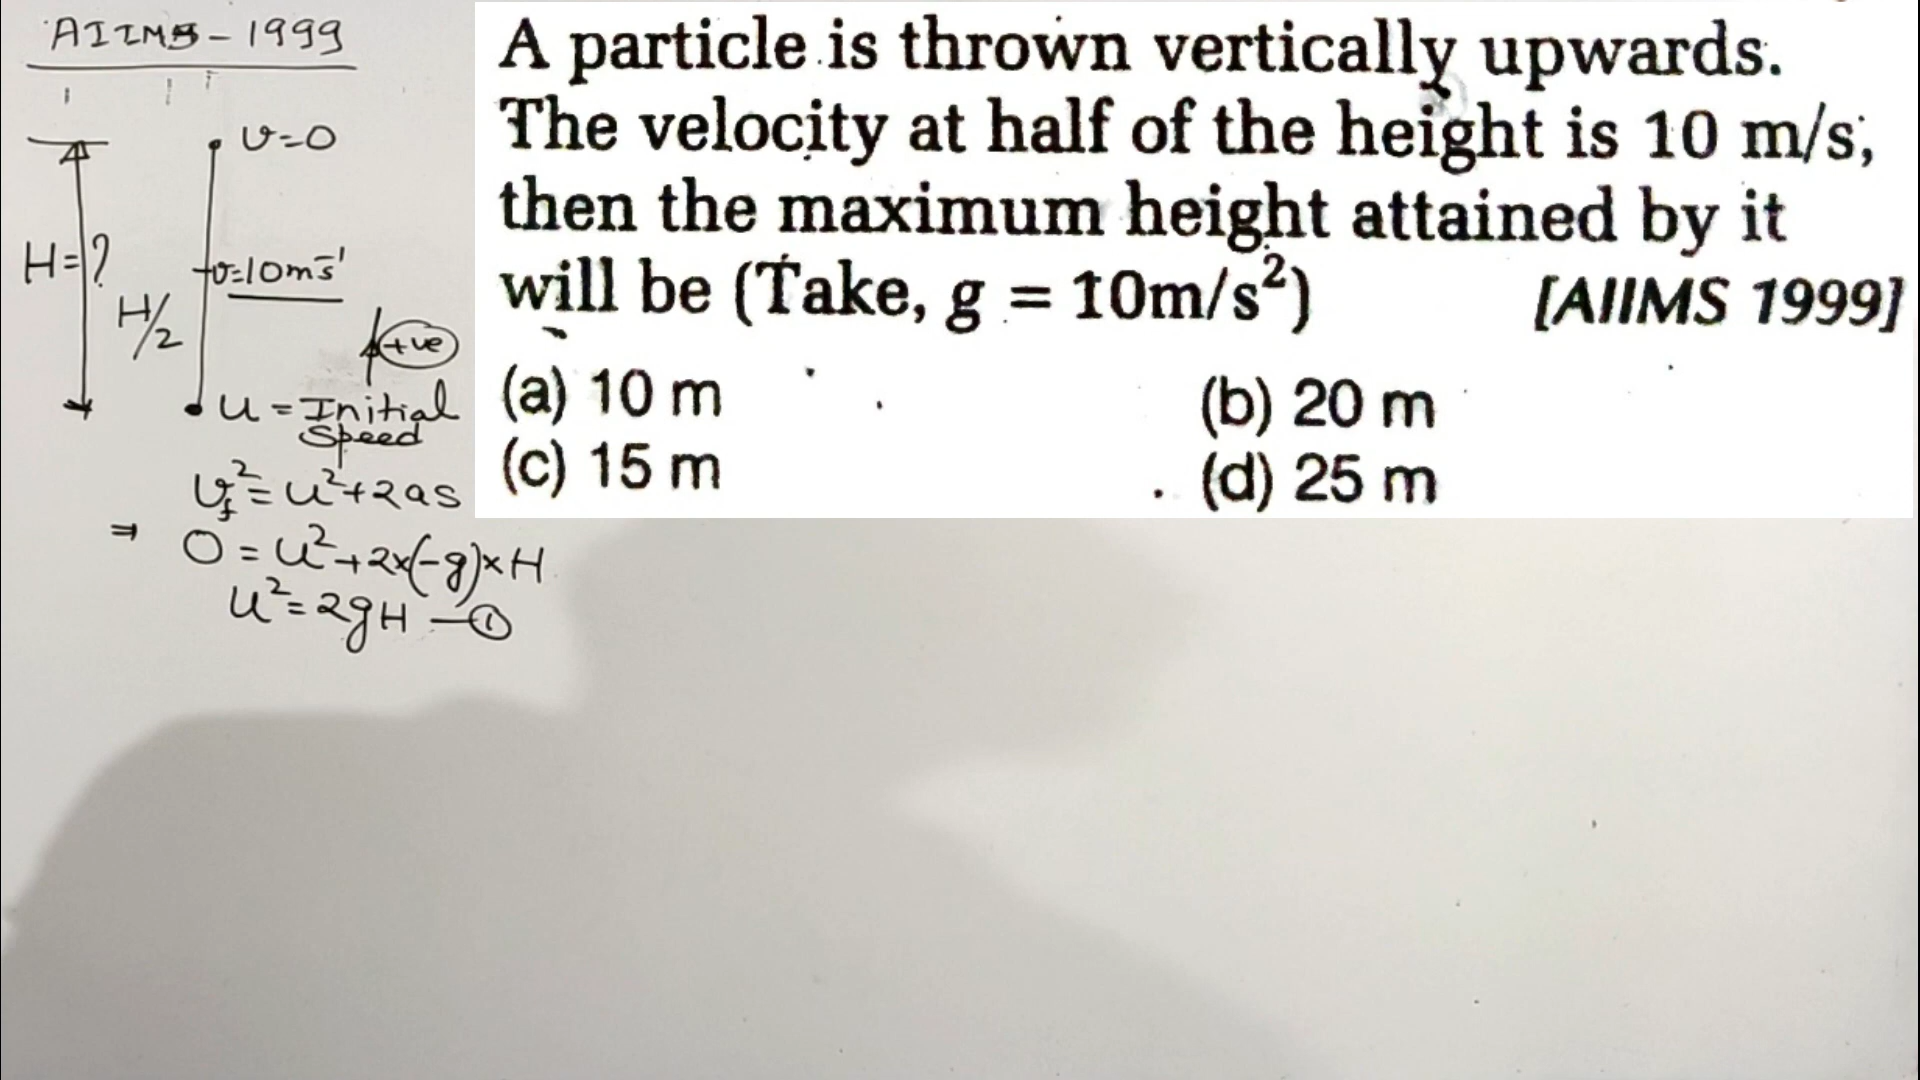 AIIMS - 1999
A particle is thrown vertically upwards.
The velocity at half of the height is 10 m/s,
then the maximum height attained by it
will be (Take, g = 10m/s²) [AIIMS 1999]
(a) 10 m (b) 20 m
(c) 15 m (d) 25 m
v=0
H=?
v=10ms⁻¹
H/2
+ve
u = Initial
Speed
v_f² = u²+2as
⇒ 0 = u²+2×(-g)×H
u² = 2gH —①